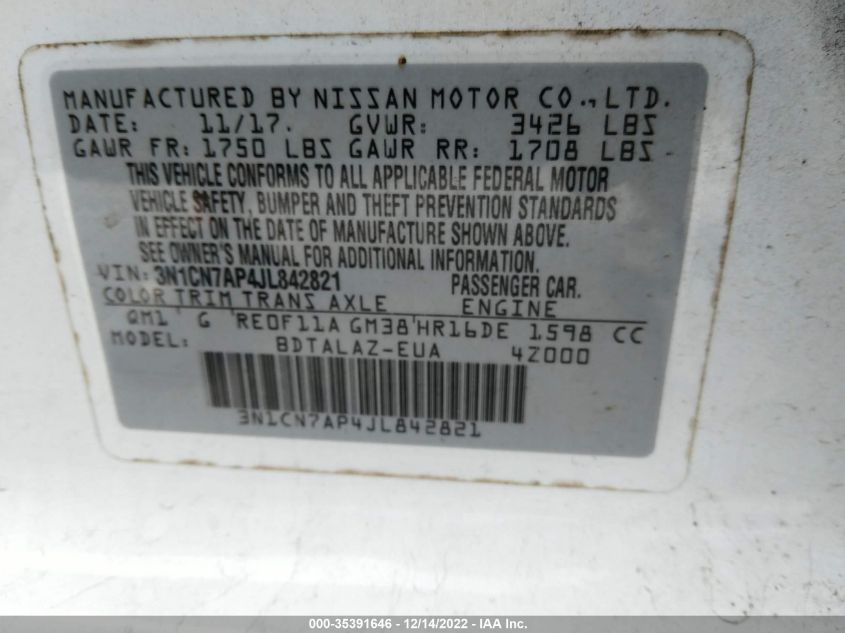 MANUFACTURED BY NISSAN MOTOR CO., LTD.
DATE: 11/17. GVWR: 3426 LBS
GAWR FR: 1750 LBS GAWR RR: 1708 LBS
THIS VEHICLE CONFORMS TO ALL APPLICABLE FEDERAL MOTOR
VEHICLE SAFETY, BUMPER AND THEFT PREVENTION STANDARDS
IN EFFECT ON THE DATE OF MANUFACTURE SHOWN ABOVE.
SEE OWNER'S MANUAL FOR ADDITIONAL INFORMATION.
VIN: 3N1CN7AP4JL842821 PASSENGER CAR.
COLOR TRIM TRANS AXLE ENGINE
QM1 G RE0F11A GM38 HR16DE 1598 CC
MODEL: BDTALAZ-EUA 4Z000
3N1CN7AP4JL842821
000-35391646 - 12/14/2022 - IAA Inc.